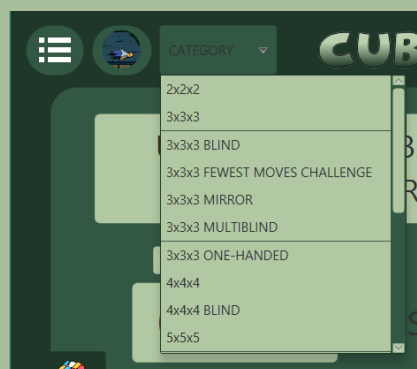 CATEGORY
CUB
2x2x2
3x3x3
3x3x3 BLIND
3x3x3 FEWEST MOVES CHALLENGE
3x3x3 MIRROR
3x3x3 MULTIBLIND
3x3x3 ONE-HANDED
4x4x4
4x4x4 BLIND
5x5x5